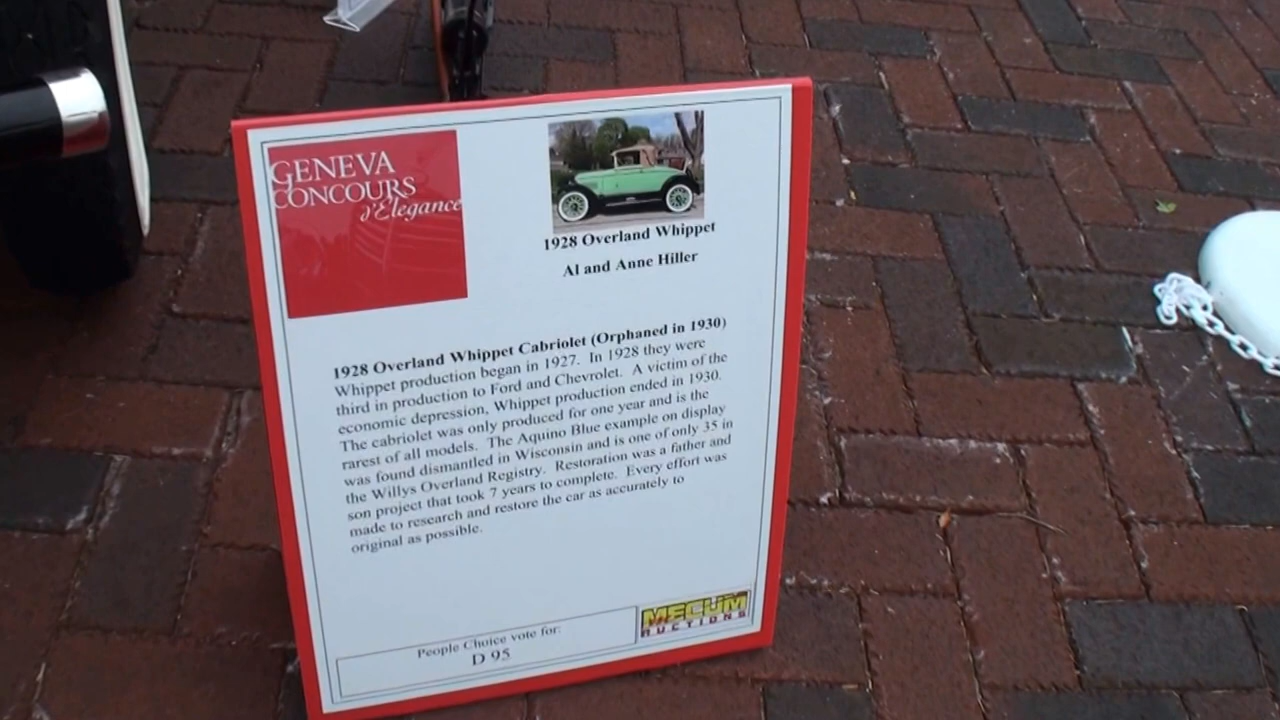 GENEVA
CONCOURS
d'Elegance
1928 Overland Whippet
Al and Anne Hiller
1928 Overland Whippet Cabriolet (Orphaned in 1930)
Whippet production began in 1927. In 1928 they were
third in production to Ford and Chevrolet. A victim of the
economic depression, Whippet production ended in 1930.
The cabriolet was only produced for one year and is the
rarest of all models. The Aquino Blue example on display
was found dismantled in Wisconsin and is one of only 35 in
the Willys Overland Registry. Restoration was a father and
son project that took 7 years to complete. Every effort was
made to research and restore the car as accurately to
original as possible.
People Choice vote for:
D 95
MECUM
AUCTIONS